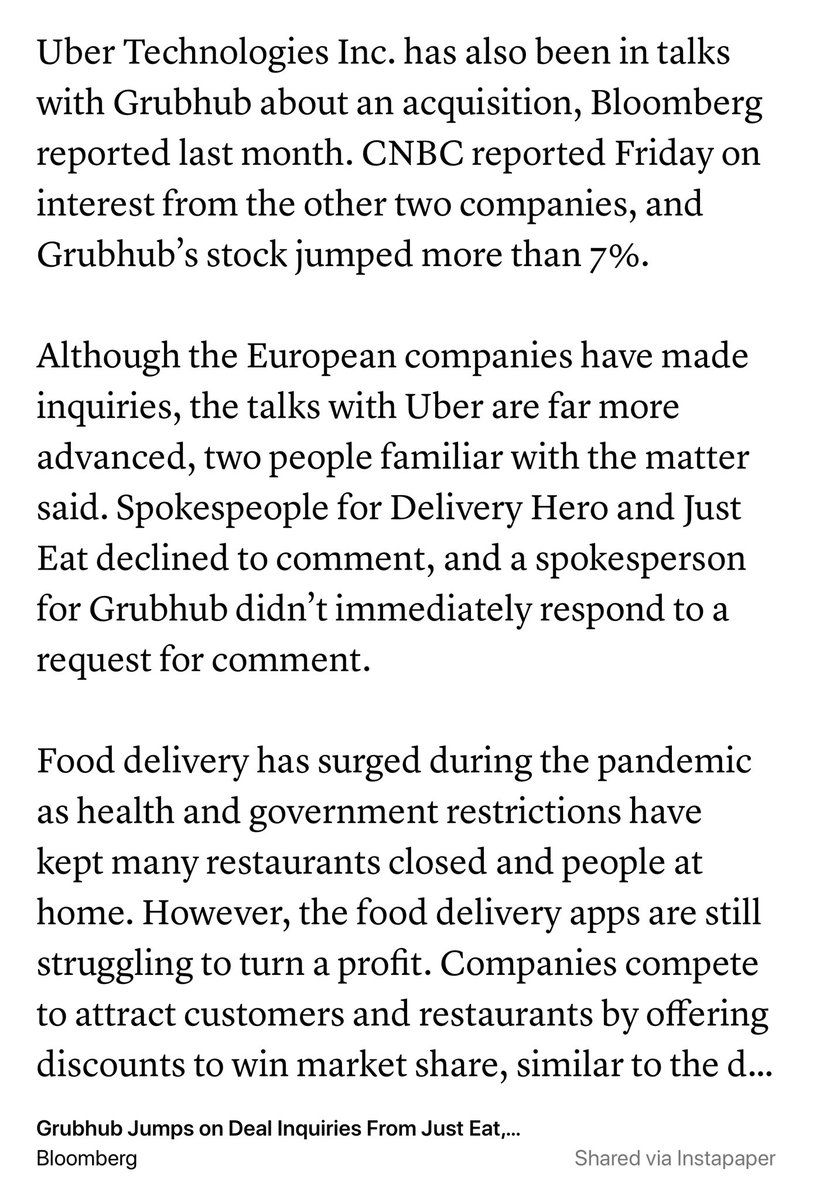 Uber Technologies Inc. has also been in talks
with Grubhub about an acquisition, Bloomberg
reported last month. CNBC reported Friday on
interest from the other two companies, and
Grubhub’s stock jumped more than 7%.
Although the European companies have made
inquiries, the talks with Uber are far more
advanced, two people familiar with the matter
said. Spokespeople for Delivery Hero and Just
Eat declined to comment, and a spokesperson
for Grubhub didn’t immediately respond to a
request for comment.
Food delivery has surged during the pandemic
as health and government restrictions have
kept many restaurants closed and people at
home. However, the food delivery apps are still
struggling to turn a profit. Companies compete
to attract customers and restaurants by offering
discounts to win market share, similar to the d...
Grubhub Jumps on Deal Inquiries From Just Eat,...
Bloomberg
Shared via Instapaper